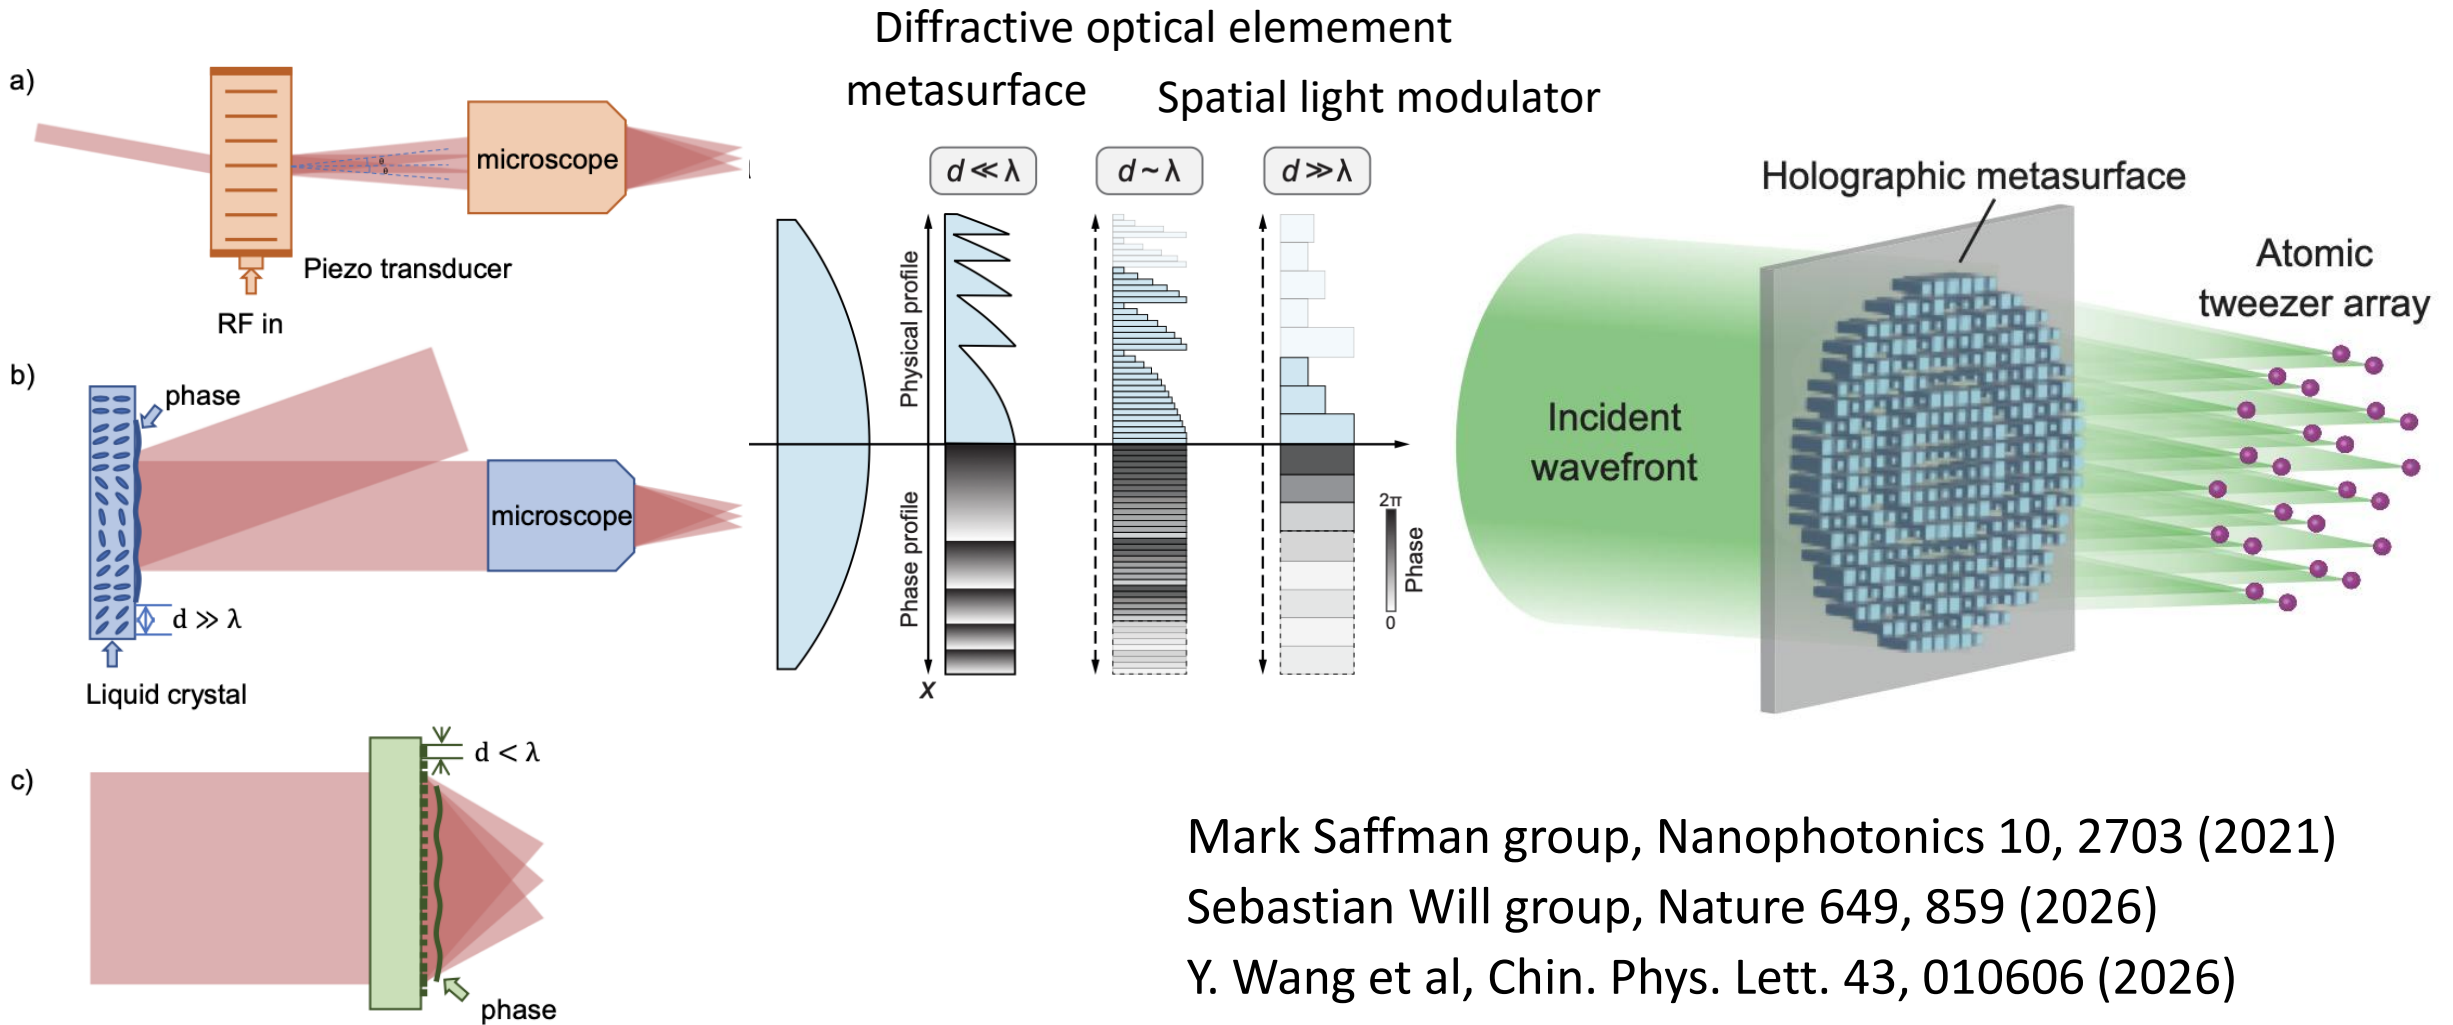 Diffractive optical elemement
metasurface
Spatial light modulator
a)
microscope
θ
θ
Piezo transducer
RF in
b)
phase
microscope
d ≫ λ
Liquid crystal
c)
d < λ
phase
d ≪ λ
d ~ λ
d ≫ λ
Physical profile
Phase profile
x
2π
Phase
0
Holographic metasurface
Incident
wavefront
Atomic
tweezer array
Mark Saffman group, Nanophotonics 10, 2703 (2021)
Sebastian Will group, Nature 649, 859 (2026)
Y. Wang et al, Chin. Phys. Lett. 43, 010606 (2026)